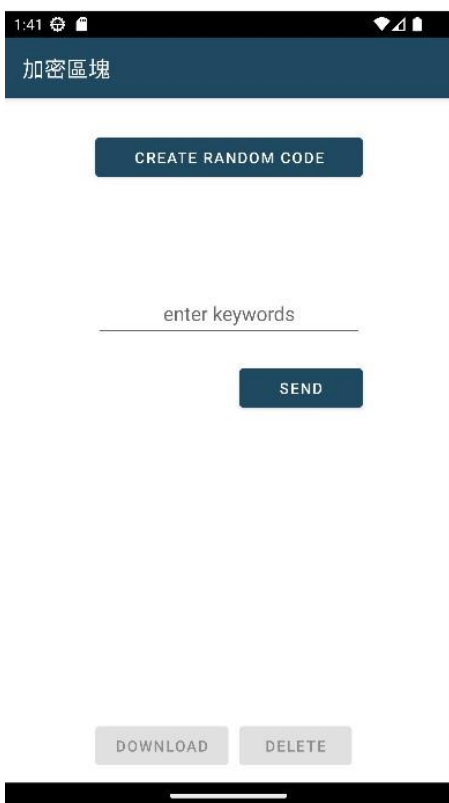 1:41
加密區塊
CREATE RANDOM CODE
enter keywords
SEND
DOWNLOAD DELETE